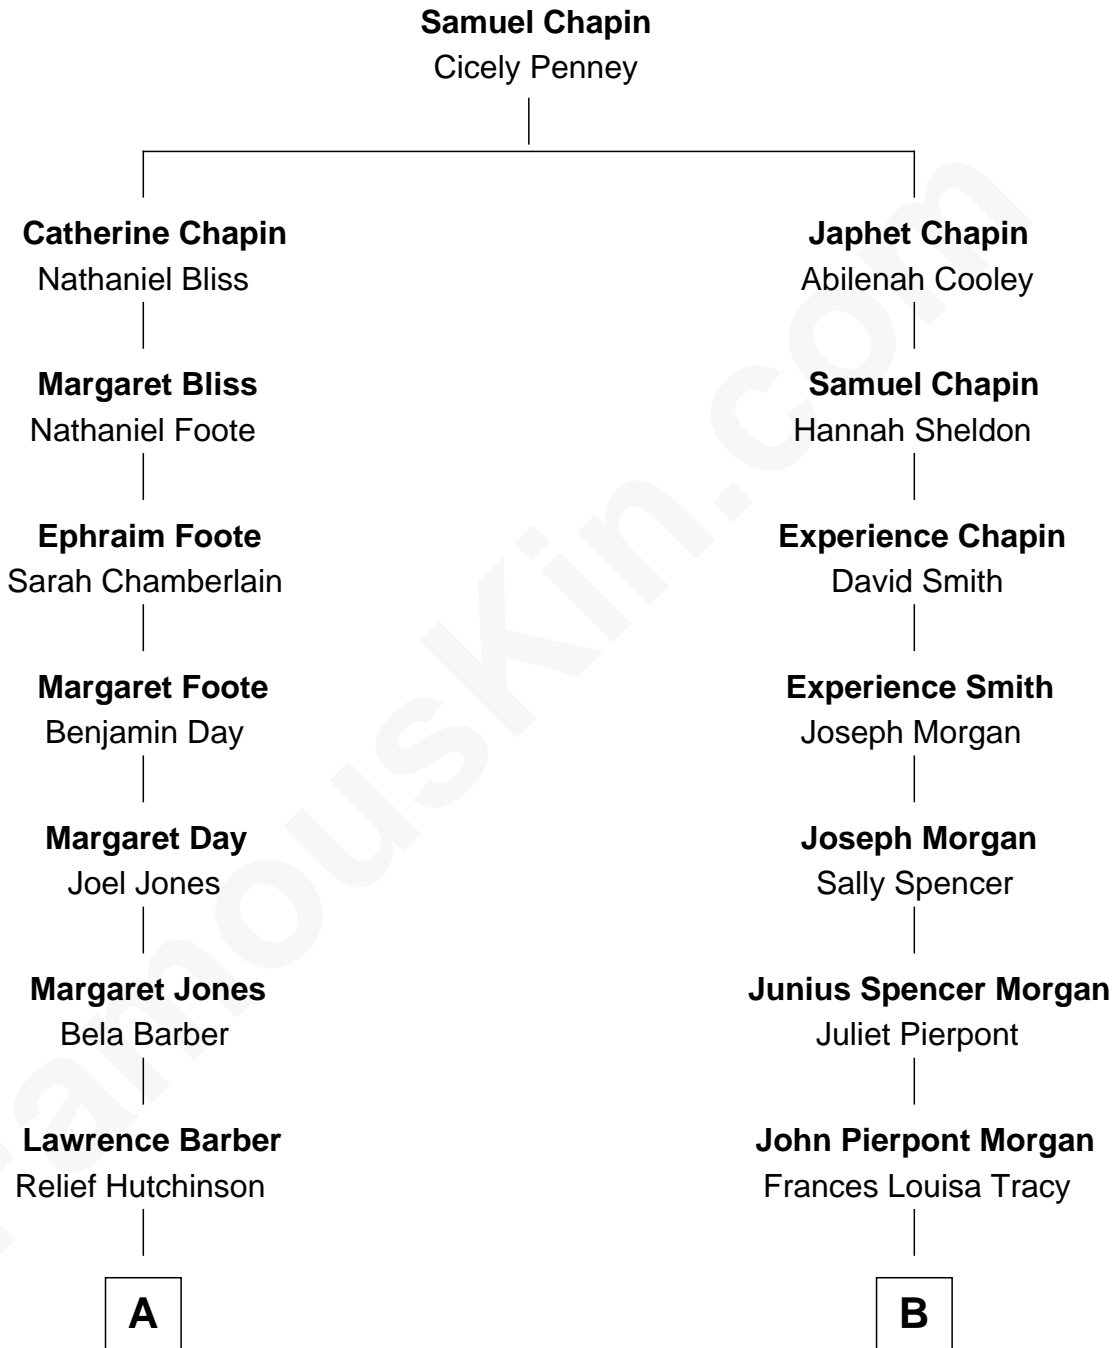 Samuel Chapin
Cicely Penney
Catherine Chapin
Nathaniel Bliss
Japhet Chapin
Abilenah Cooley
Margaret Bliss
Nathaniel Foote
Samuel Chapin
Hannah Sheldon
Ephraim Foote
Sarah Chamberlain
Experience Chapin
David Smith
Margaret Foote
Benjamin Day
Experience Smith
Joseph Morgan
Margaret Day
Joel Jones
Joseph Morgan
Sally Spencer
Margaret Jones
Bela Barber
Junius Spencer Morgan
Juliet Pierpont
Lawrence Barber
Relief Hutchinson
John Pierpont Morgan
Frances Louisa Tracy
A
B
FamousKin.com